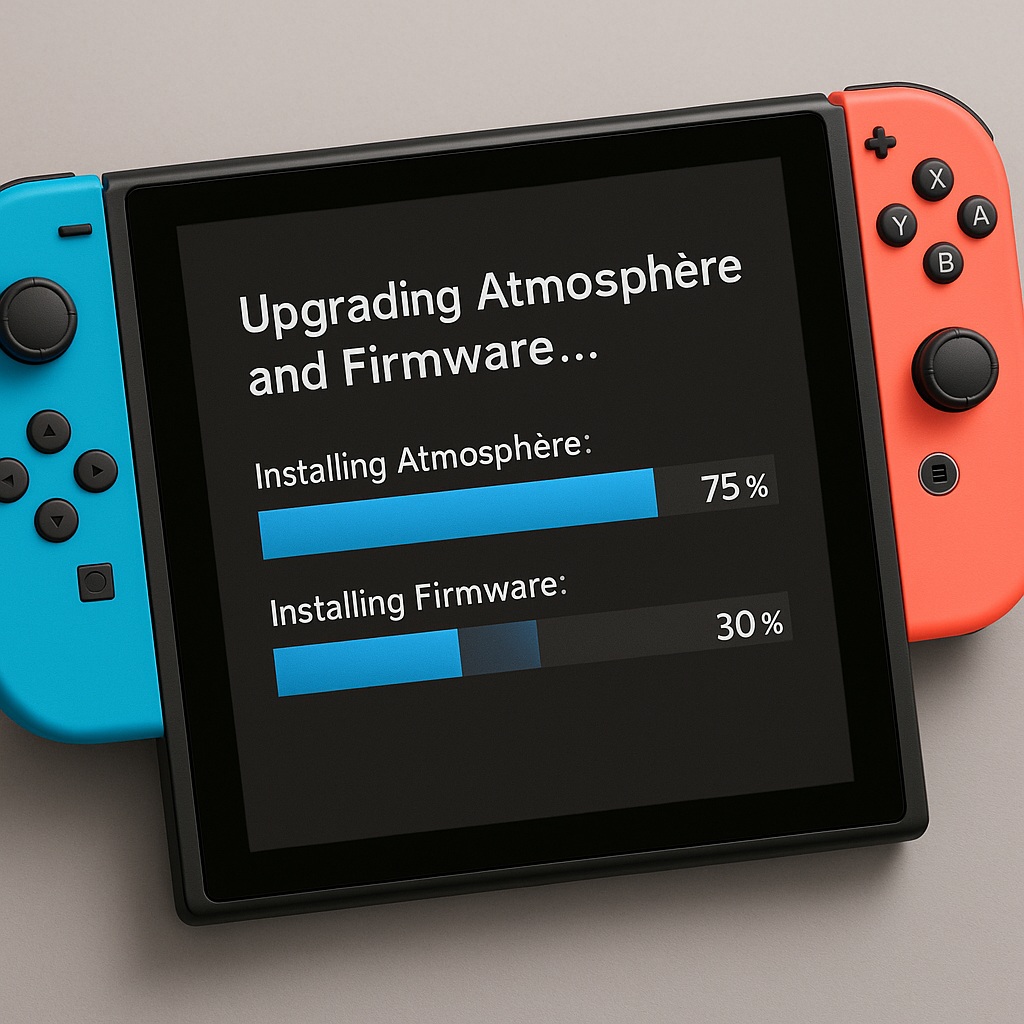 Upgrading Atmosphère
and Firmware...
Installing Atmosphère:
75%
Installing Firmware:
30%
X
Y
A
B